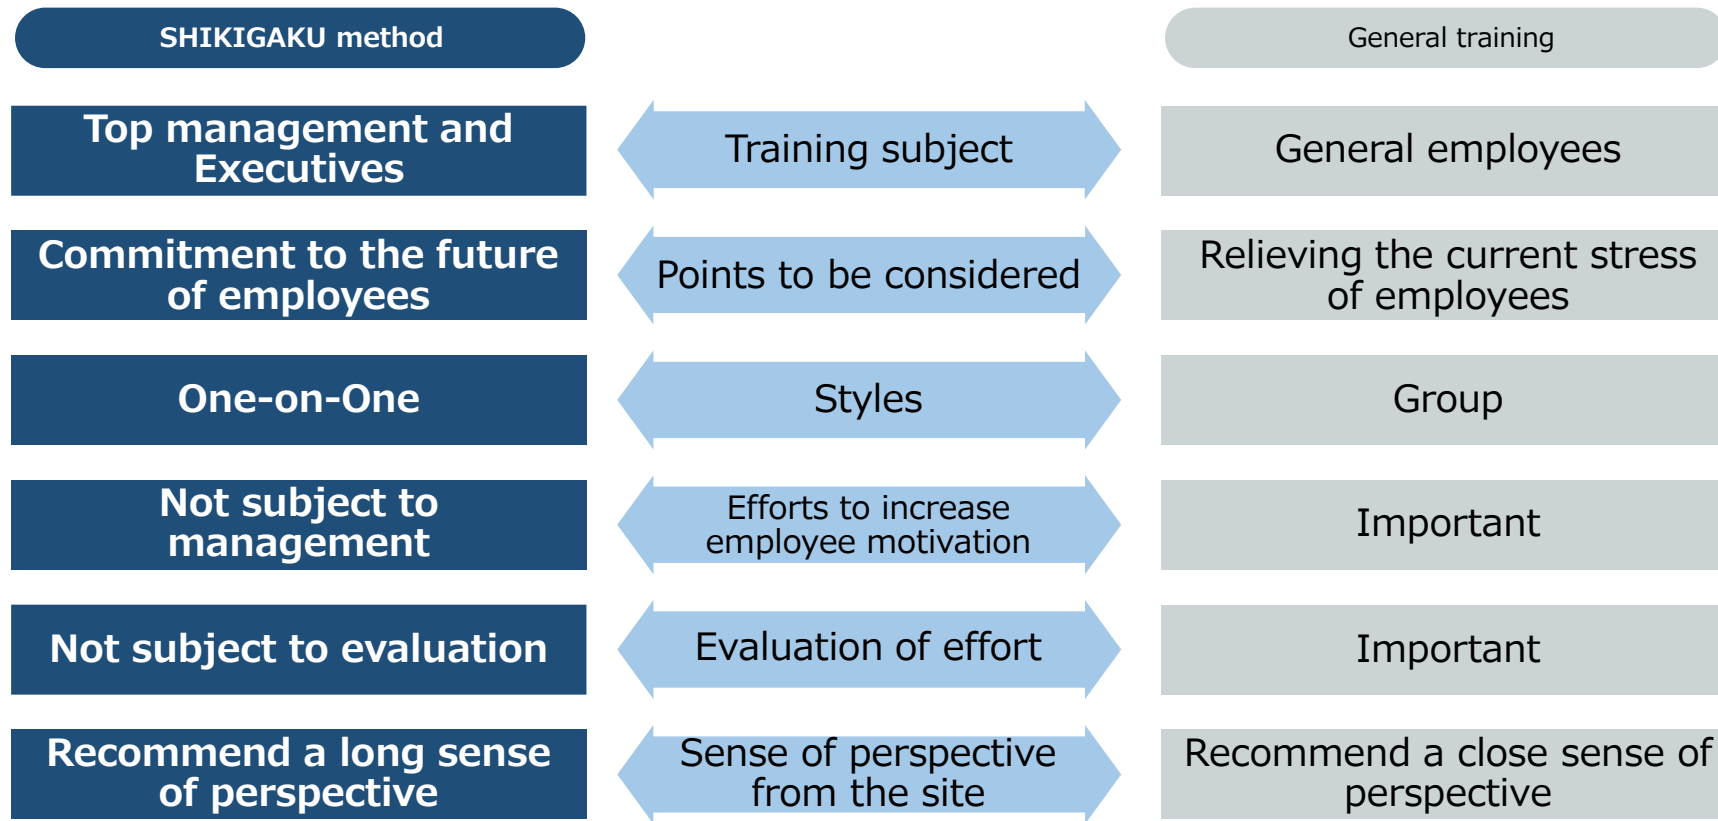 SHIKIGAKU method
General training
Top management and
Executives
Training subject
General employees
Commitment to the future
of employees
Points to be considered
Relieving the current stress
of employees
One-on-One
Styles
Group
Not subject to
management
Efforts to increase
employee motivation
Important
Not subject to evaluation
Evaluation of effort
Important
Recommend a long sense
of perspective
Sense of perspective
from the site
Recommend a close sense of
perspective